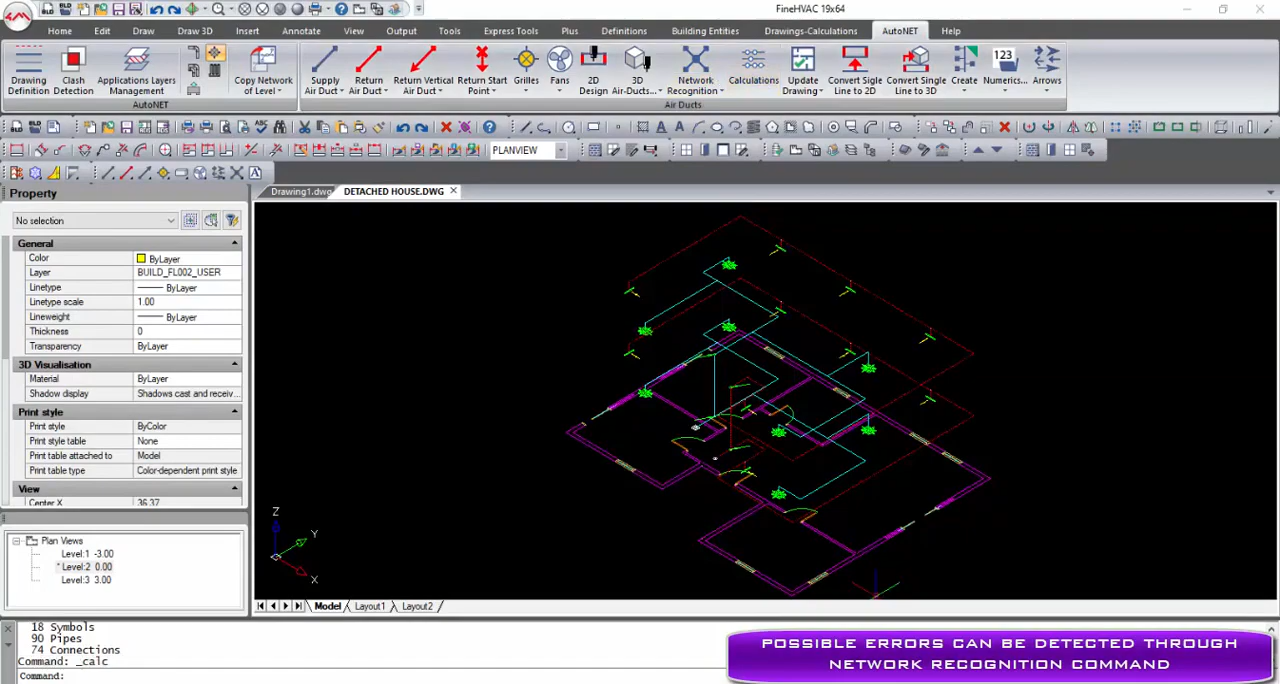 FineHVAC 19x64
Home Edit Draw Draw 3D Insert Annotate View Output Tools Express Tools Plus Definitions Building Entities Drawings-Calculations AutoNET Help
Drawing Definition
Clash Detection
Applications Layers Management
Copy Network of Level
Supply Air Duct
Return Air Duct
Return Vertical Air Duct
Return Start Point
Grilles
Fans
2D Design
3D Air-Ducts...
Network Recognition
Calculations
Update Drawing
Convert Sigle Line to 2D
Convert Single Line to 3D
Create
123
Numeric...
Arrows
AutoNET
Air Ducts
PLANVIEW
Property
Drawing1.dwg DETACHED HOUSE.DWG
No selection
General
Color ByLayer
Layer BUILD_FL002_USER
Linetype ByLayer
Linetype scale 1.00
Lineweight ByLayer
Thickness 0
Transparency ByLayer
3D Visualisation
Material ByLayer
Shadow display Casts and receiv...
Print style
Print style ByColor
Print style table None
Print table attached to Model
Print table type Color-dependent print style
View
Center X 36.37
Plan Views
Level:1 -3.00
* Level:2 0.00
Level:3 3.00
Z
Y
X
Model Layout1 Layout2
18 Symbols
90 Pipes
74 Connections
Command: _calc
Command:
POSSIBLE ERRORS CAN BE DETECTED THROUGH
NETWORK RECOGNITION COMMAND